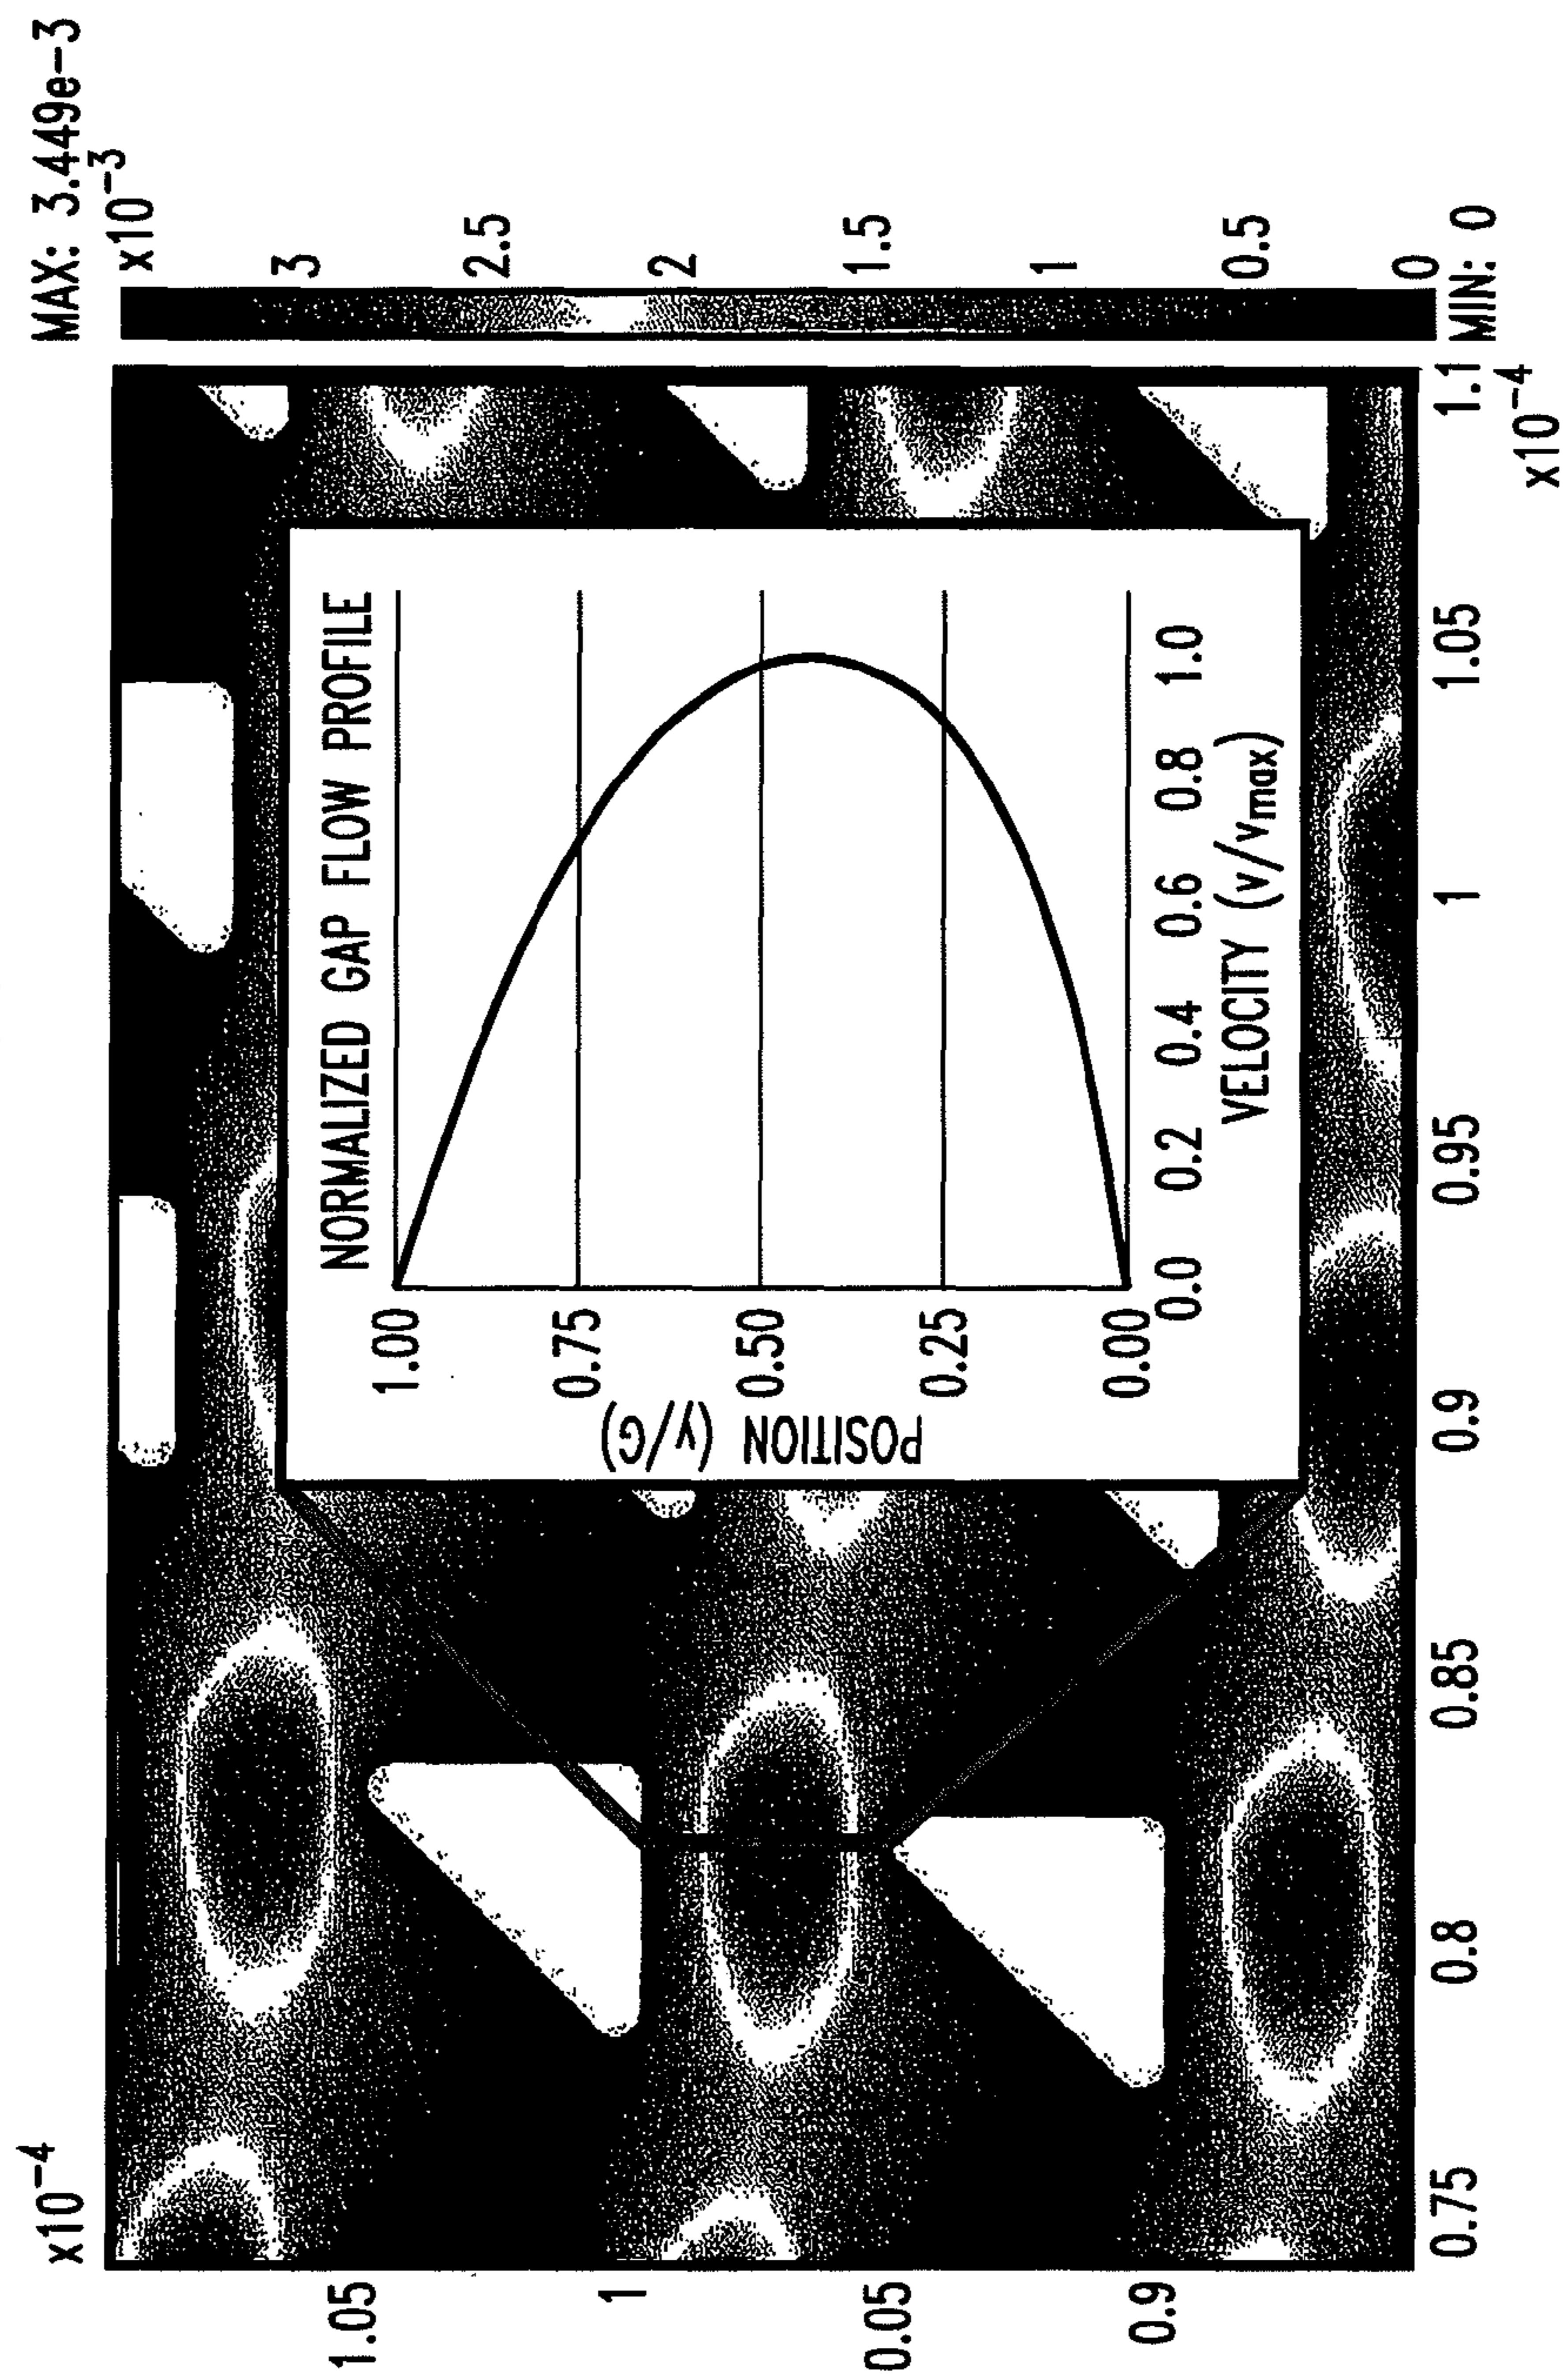 MAX: 3.449e-3
x10-4
x10-3
1.05
1
0.05
0.9
3
2.5
2
1.5
1
0.5
0
MIN: 0
NORMALIZED GAP FLOW PROFILE
POSITION (y/G)
1.00
0.75
0.50
0.25
0.00
0.0 0.2 0.4 0.6 0.8 1.0
VELOCITY (v/vmax)
0.75 0.8 0.85 0.9 0.95 1 1.05 1.1
x10-4